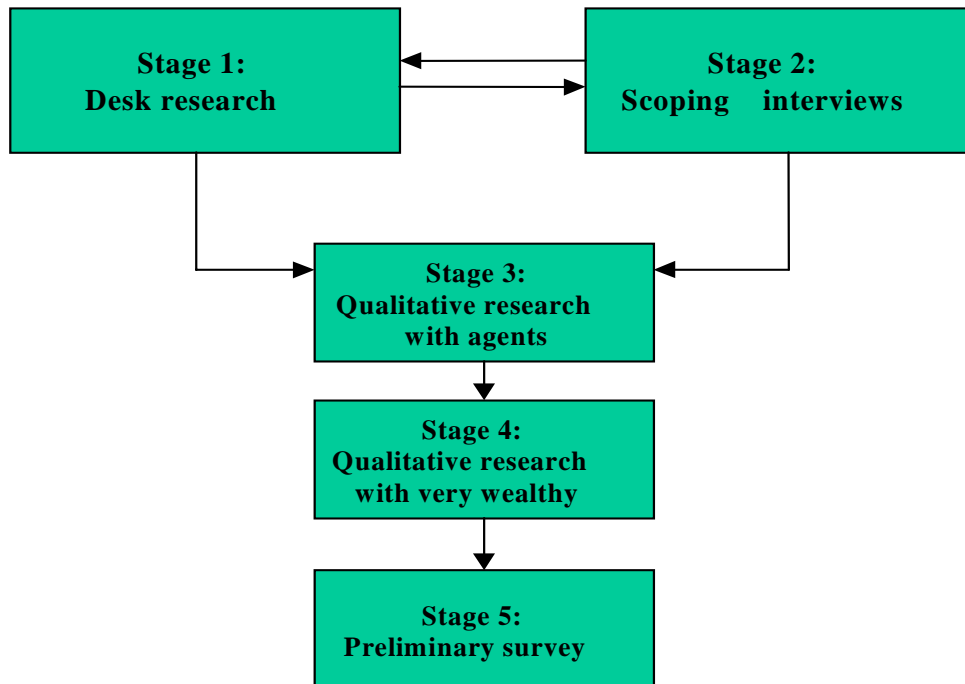 Stage 1:
Desk research
Stage 2:
Scoping interviews
Stage 3:
Qualitative research
with agents
Stage 4:
Qualitative research
with very wealthy
Stage 5:
Preliminary survey